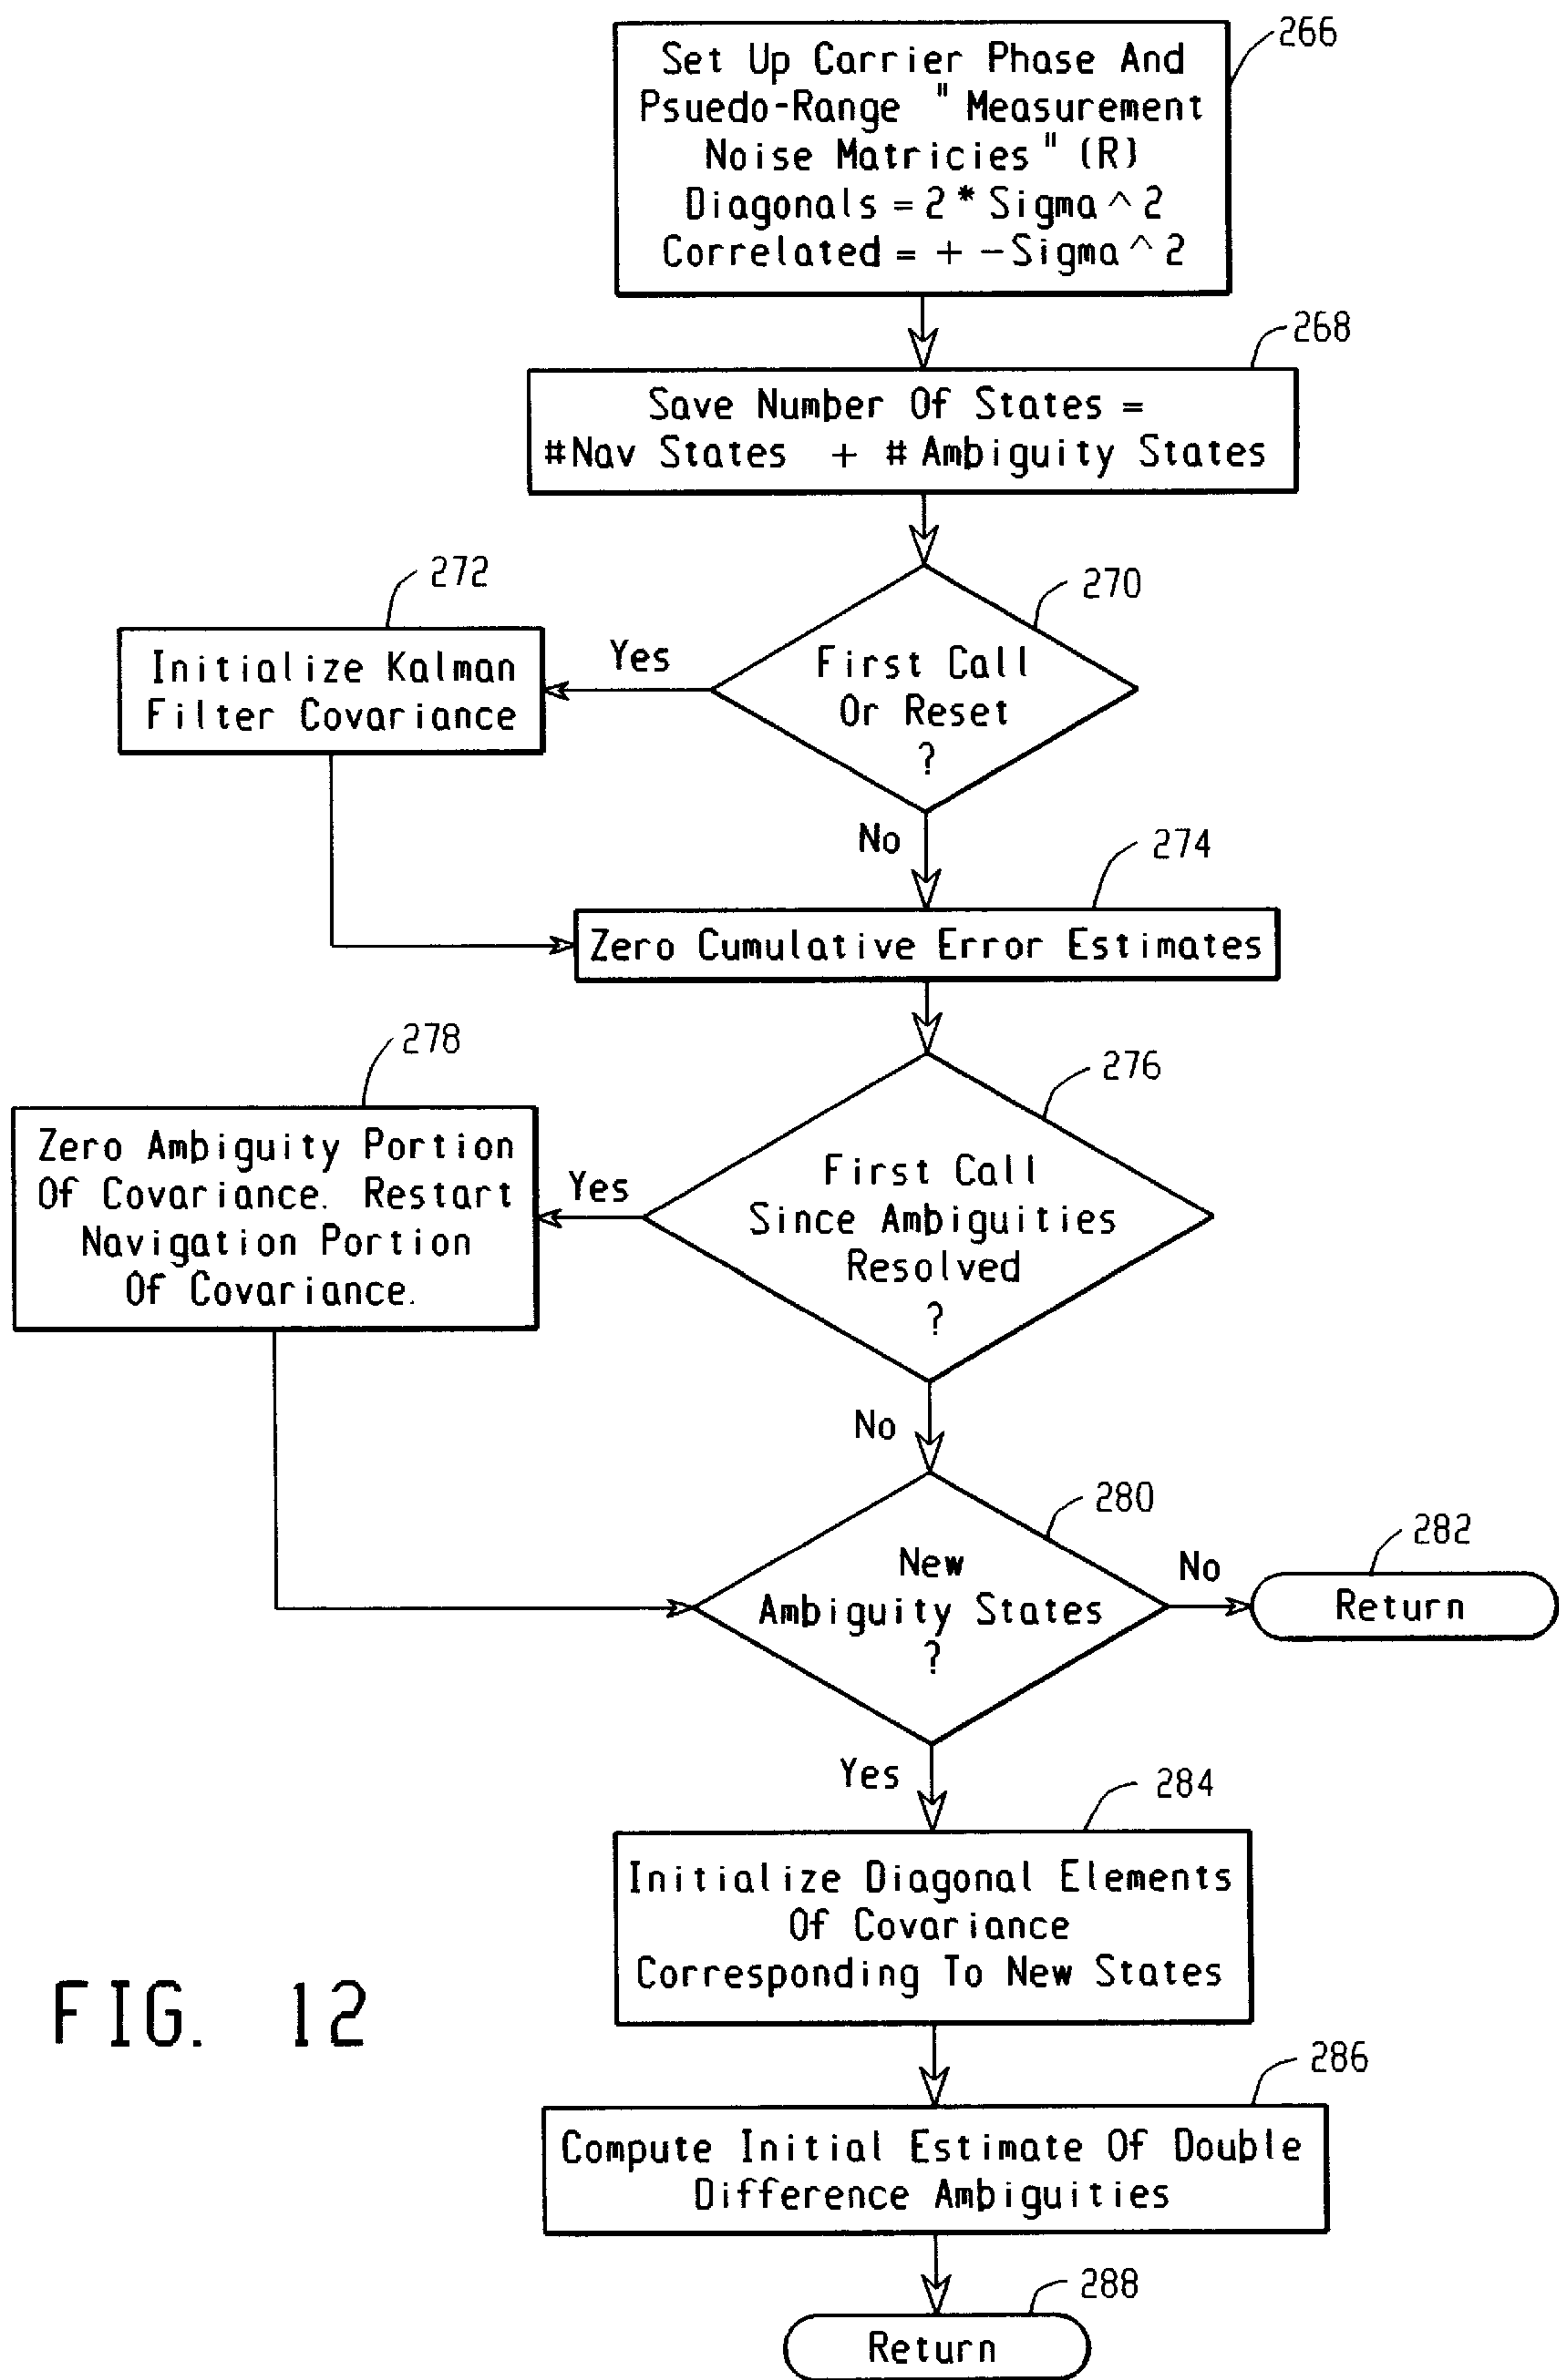 266
Set Up Carrier Phase And
Psuedo-Range " Measurement
Noise Matricies" (R)
Diagonals = 2 * Sigma ^ 2
Correlated = + -Sigma ^ 2
268
Save Number Of States =
#Nav States + # Ambiguity States
270
First Call
Or Reset
?
Yes
272
Initialize Kalman
Filter Covariance
No
274
Zero Cumulative Error Estimates
276
First Call
Since Ambiguities
Resolved
?
Yes
278
Zero Ambiguity Portion
Of Covariance. Restart
Navigation Portion
Of Covariance.
No
280
New
Ambiguity States
?
No
282
Return
Yes
284
Initialize Diagonal Elements
Of Covariance
Corresponding To New States
286
Compute Initial Estimate Of Double
Difference Ambiguities
288
Return
FIG. 12